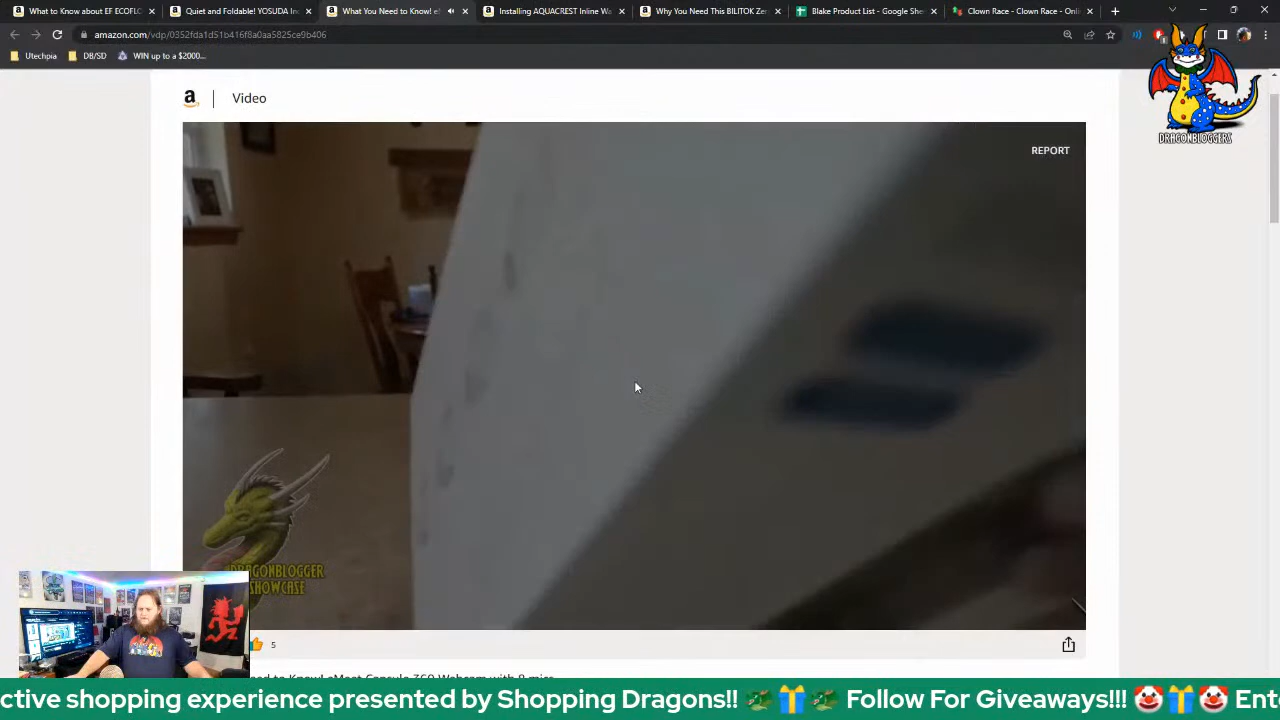 What to Know about EF ECOFL
Quiet and Foldable! YOSUDA Inc
What You Need to Know! eM
Installing AQUACREST Inline Wa
Why You Need This BILITOK Ze
Blake Product List - Google She
Clown Race - Clown Race - Onli
amazon.com/vdp/0352fda1d51b416f8a0aa5825ce9b406
Utechpia
DB/SD
WIN up to a $2000...
DRAGONBLOGGERS
a | Video
REPORT
DRAGONBLOGGER
SHOWCASE
5
ctive shopping experience presented by Shopping Dragons!! 🐉🎁🐉 Follow For Giveaways!!! 🤡🎁🤡 Ent